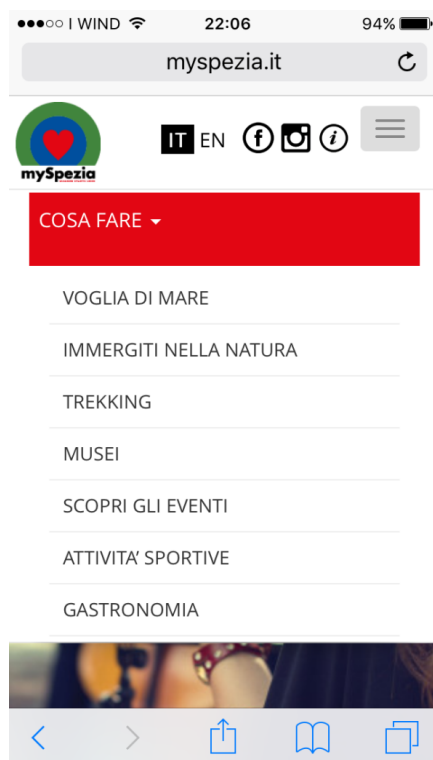 I WIND 22:06 94%
myspezia.it
IT EN
mySpezia
COSA FARE
VOGLIA DI MARE
IMMERGITI NELLA NATURA
TREKKING
MUSEI
SCOPRI GLI EVENTI
ATTIVITA’ SPORTIVE
GASTRONOMIA